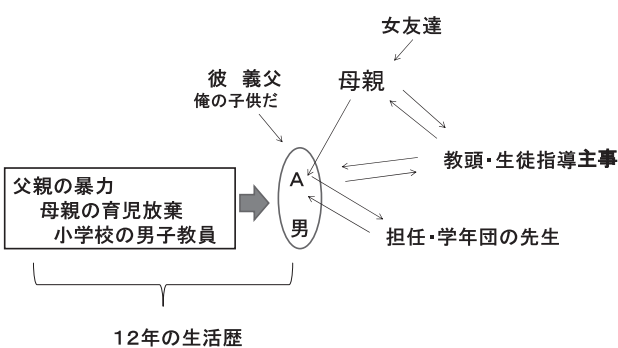 女友達
彼 義父
俺の子供だ
母親
教頭・生徒指導主事
父親の暴力
母親の育児放棄
小学校の男子教員
A
男
担任・学年団の先生
12年の生活歴